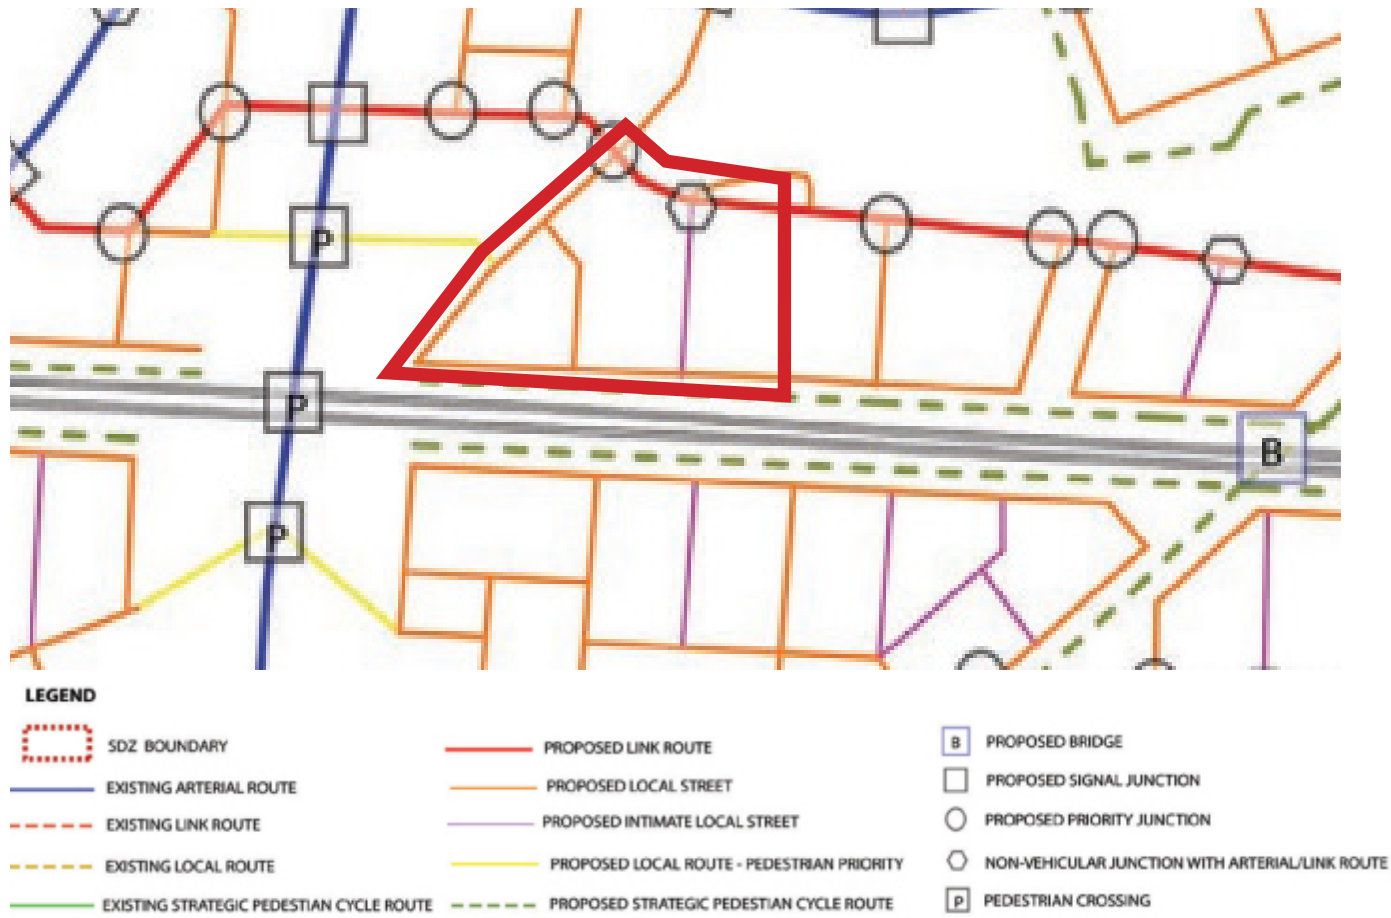 P
P
B
P
LEGEND
SDZ BOUNDARY
EXISTING ARTERIAL ROUTE
EXISTING LINK ROUTE
EXISTING LOCAL ROUTE
EXISTING STRATEGIC PEDESTIAN CYCLE ROUTE
PROPOSED LINK ROUTE
PROPOSED LOCAL STREET
PROPOSED INTIMATE LOCAL STREET
PROPOSED LOCAL ROUTE - PEDESTRIAN PRIORITY
PROPOSED STRATEGIC PEDESTIAN CYCLE ROUTE
B PROPOSED BRIDGE
PROPOSED SIGNAL JUNCTION
PROPOSED PRIORITY JUNCTION
NON-VEHICULAR JUNCTION WITH ARTERIAL/LINK ROUTE
P PEDESTRIAN CROSSING